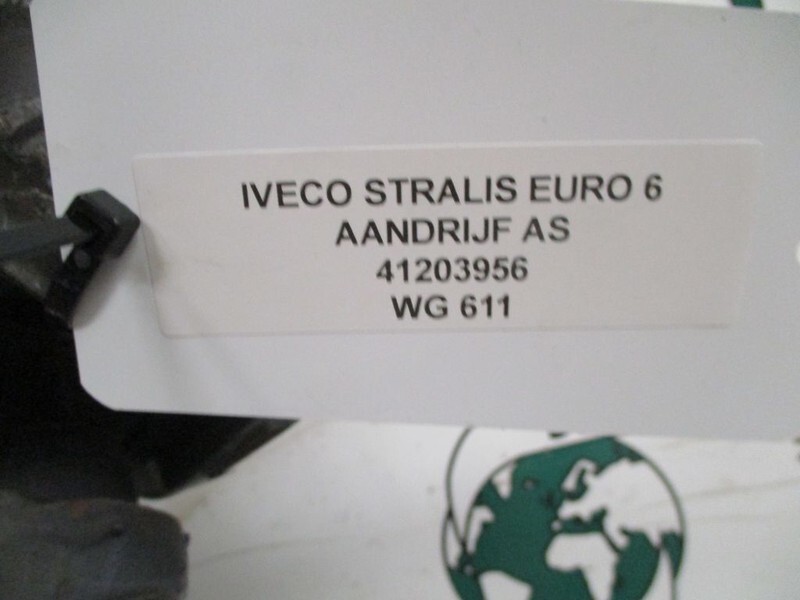 IVECO STRALIS EURO 6
AANDRIJF AS
41203956
WG 611